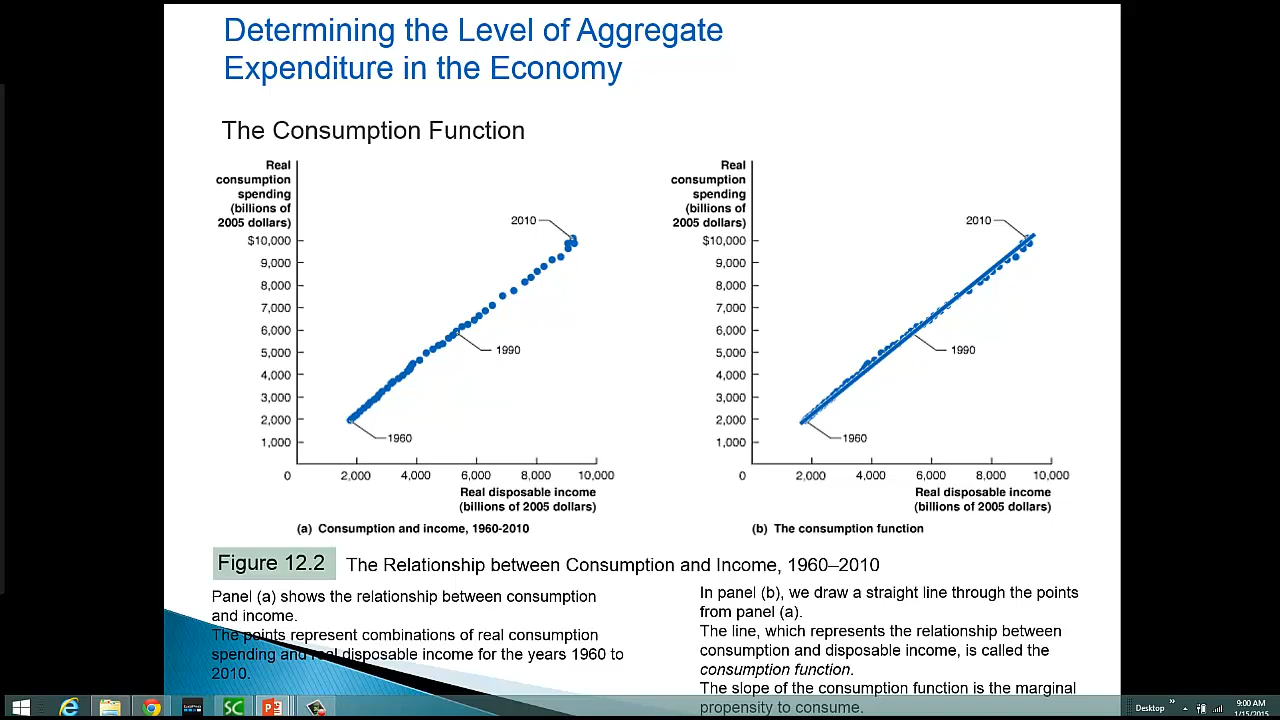 Determining the Level of Aggregate
Expenditure in the Economy
The Consumption Function
Real
consumption
spending
(billions of
2005 dollars)
$10,000
9,000
8,000
7,000
6,000
5,000
4,000
3,000
2,000
1,000
0
2,000
4,000
6,000
8,000
10,000
2010
1990
1960
Real disposable income
(billions of 2005 dollars)
(a) Consumption and income, 1960-2010
Real
consumption
spending
(billions of
2005 dollars)
$10,000
9,000
8,000
7,000
6,000
5,000
4,000
3,000
2,000
1,000
0
2,000
4,000
6,000
8,000
10,000
2010
1990
1960
Real disposable income
(billions of 2005 dollars)
(b) The consumption function
Figure 12.2 The Relationship between Consumption and Income, 1960–2010
Panel (a) shows the relationship between consumption
and income.
The points represent combinations of real consumption
spending and real disposable income for the years 1960 to
2010.
In panel (b), we draw a straight line through the points
from panel (a).
The line, which represents the relationship between
consumption and disposable income, is called the
consumption function.
The slope of the consumption function is the marginal
propensity to consume.
Desktop
9:00 AM
1/15/2015